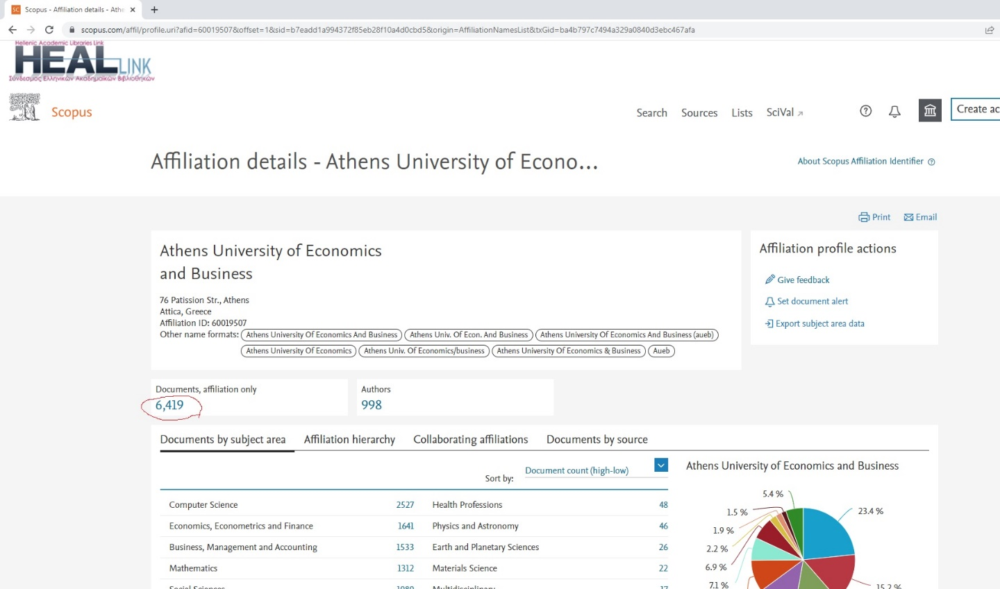 Scopus - Affiliation details - Athe
scopus.com/affil/profile.uri?afid=60019507&offset=1&sid=b7eadd1a994372f85eb28f10a4d0cbd5&origin=AffiliationNamesList&txGid=ba4b797c7494a329a0840d3ebc467afa
Hellenic Academic Libraries Link
HEAL LINK
Σύνδεσμος Ελληνικών Ακαδημαϊκών Βιβλιοθηκών
Scopus
Search Sources Lists SciVal Create ac
Affiliation details - Athens University of Econo...
About Scopus Affiliation Identifier
Print Email
Athens University of Economics
and Business
76 Patission Str., Athens
Attica, Greece
Affiliation ID: 60019507
Other name formats: Athens University Of Economics And Business Athens Univ. Of Econ. And Business Athens University Of Economics And Business (aueb)
Athens University Of Economics Athens Univ. Of Economics/business Athens University Of Economics & Business Aueb
Affiliation profile actions
Give feedback
Set document alert
Export subject area data
Documents, affiliation only
6,419
Authors
998
Documents by subject area Affiliation hierarchy Collaborating affiliations Documents by source
Sort by: Document count (high-low)
Computer Science 2527
Economics, Econometrics and Finance 1641
Business, Management and Accounting 1533
Mathematics 1312
Social Sciences 1080
Health Professions 48
Physics and Astronomy 46
Earth and Planetary Sciences 26
Materials Science 22
Multidisciplinary 17
Athens University of Economics and Business
5.4 %
1.5 %
1.9 %
2.2 %
6.9 %
7.1 %
23.4 %
15.2 %